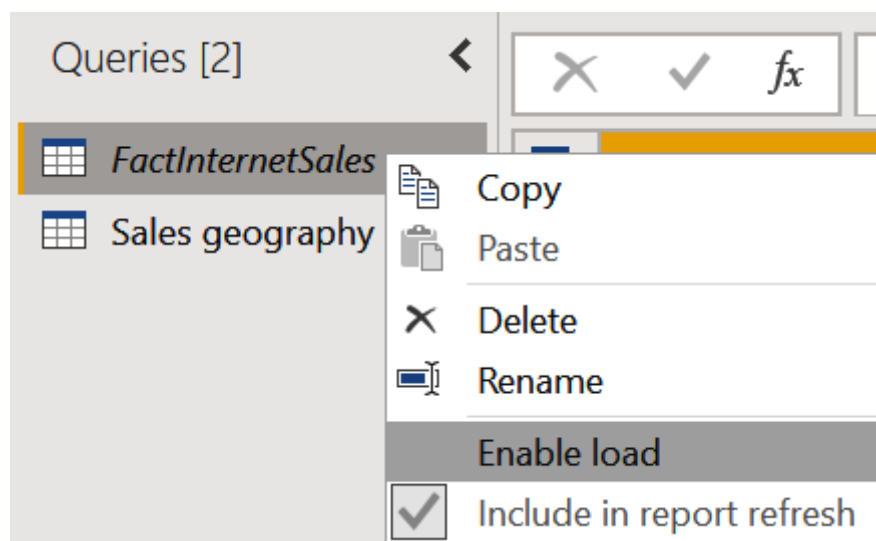 Queries [2]
fx
FactInternetSales
Sales geography
Copy
Paste
Delete
Rename
Enable load
Include in report refresh